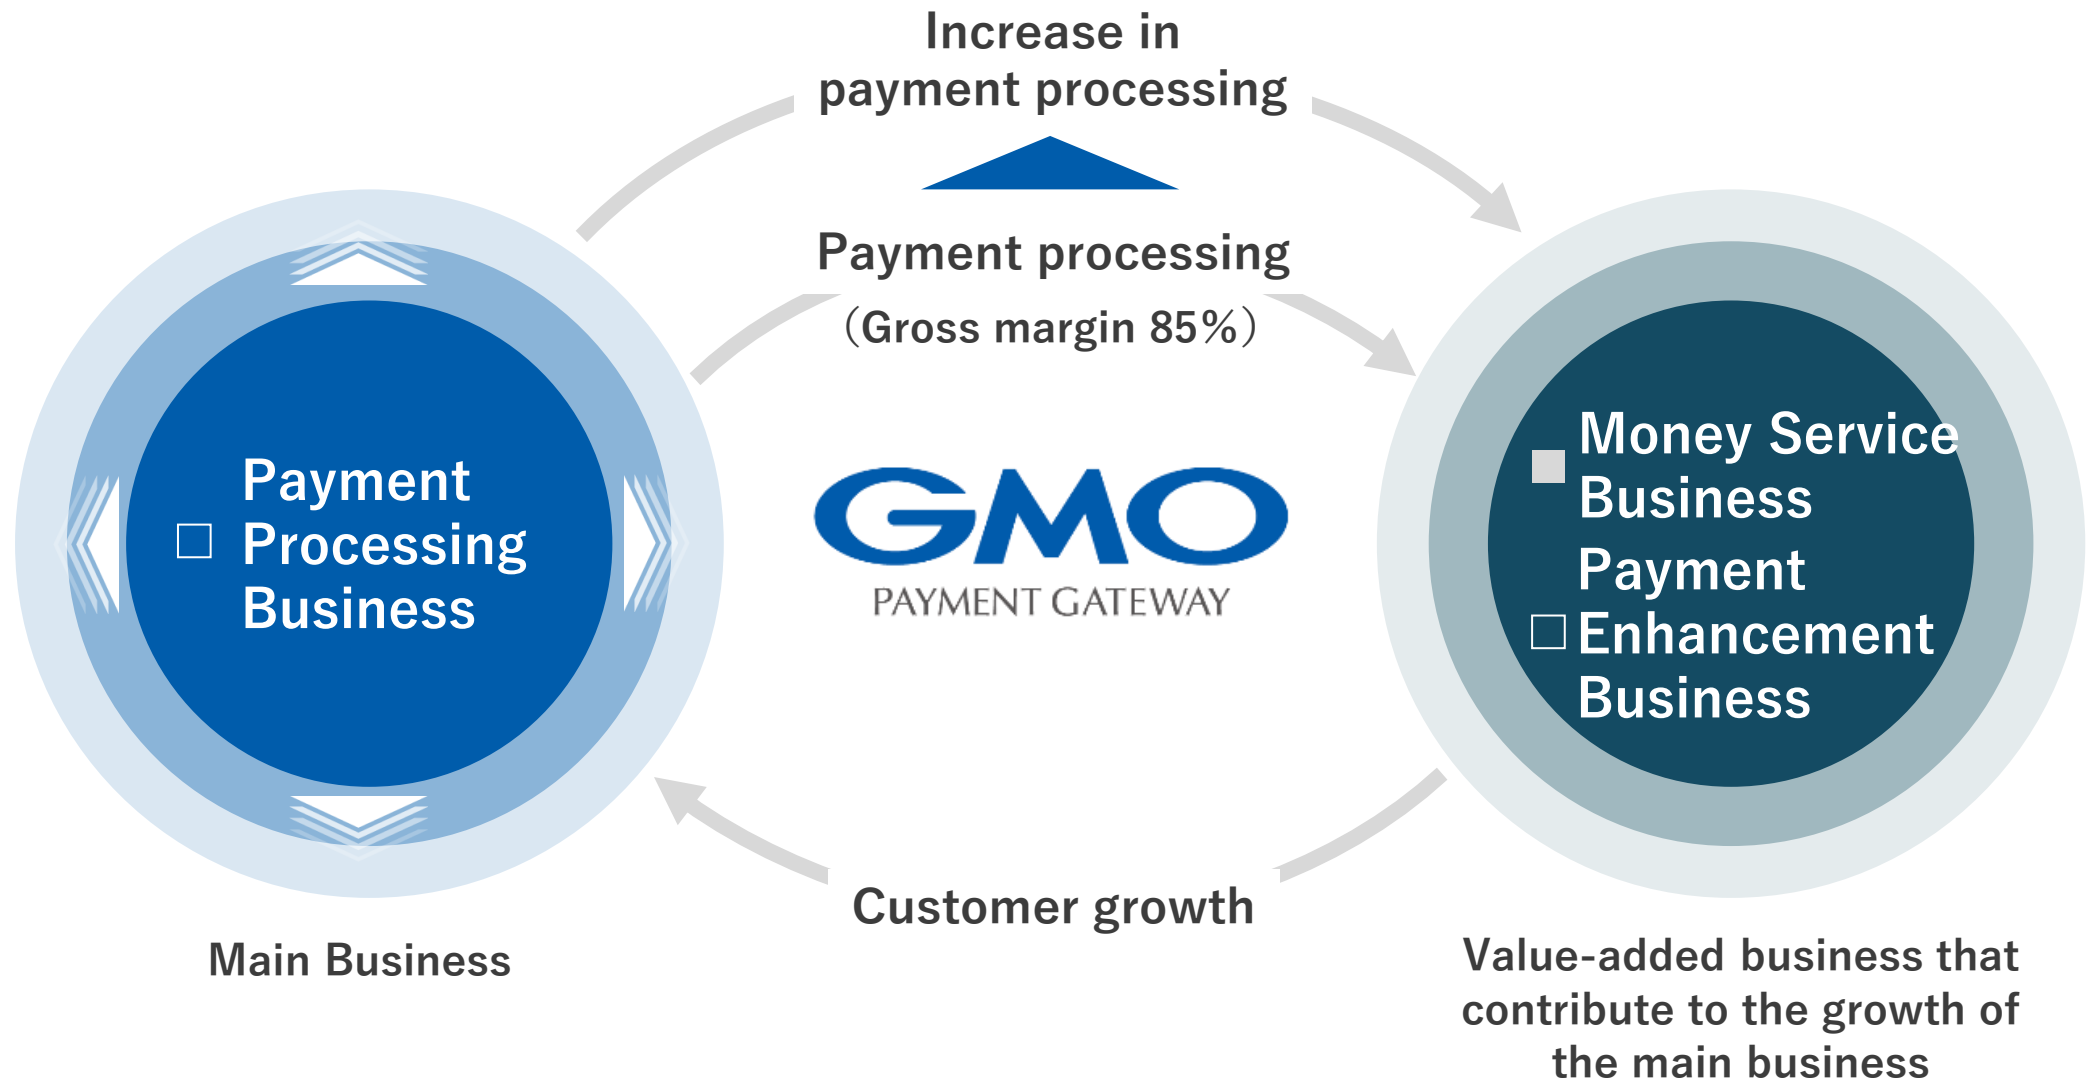 Increase in
payment processing
Payment processing
（Gross margin 85%）
Payment
Processing
Business
GMO
PAYMENT GATEWAY
Money Service
Business
Payment
Enhancement
Business
Customer growth
Main Business
Value-added business that
contribute to the growth of
the main business